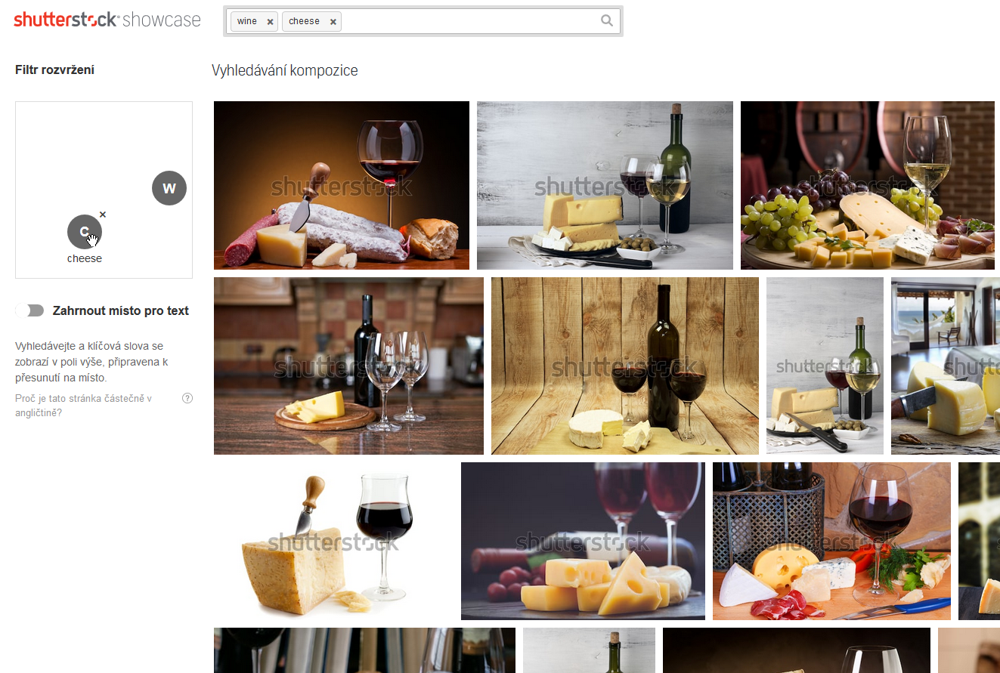 shutterstock showcase
wine × cheese ×
Filtr rozvržení
Vyhledávání kompozice
W
×
C
cheese
Zahrnout místo pro text
Vyhledávejte a klíčová slova se
zobrazí v poli výše, připravena k
přesunutí na místo.
Proč je tato stránka částečně v
angličtině?
?
shutterstock
shutterstock
shutterstock
shutterstock
shutterstock
shutterstock
shutterst
shutterstock
shutterstock
shutterstock